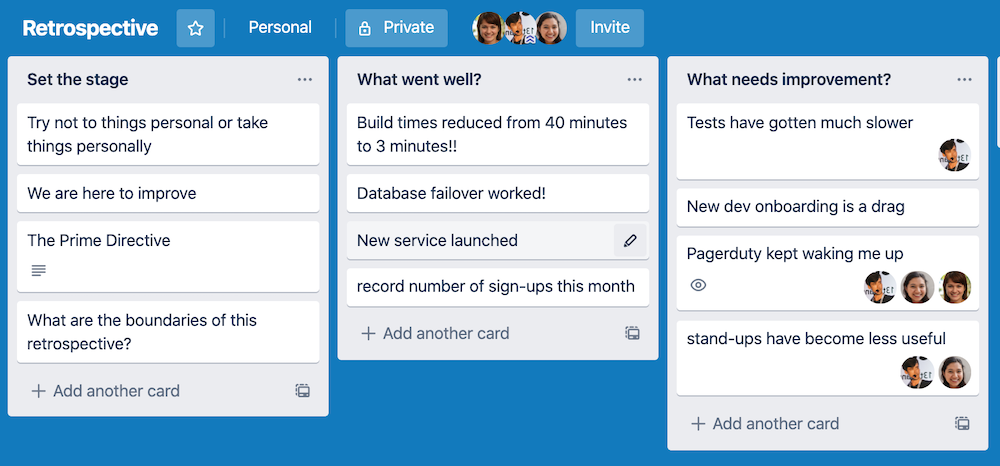 Retrospective
Personal
Private
Invite
Set the stage
Try not to things personal or take
things personally
We are here to improve
The Prime Directive
What are the boundaries of this
retrospective?
Add another card
What went well?
Build times reduced from 40 minutes
to 3 minutes!!
Database failover worked!
New service launched
record number of sign-ups this month
Add another card
What needs improvement?
Tests have gotten much slower
New dev onboarding is a drag
Pagerduty kept waking me up
stand-ups have become less useful
Add another card